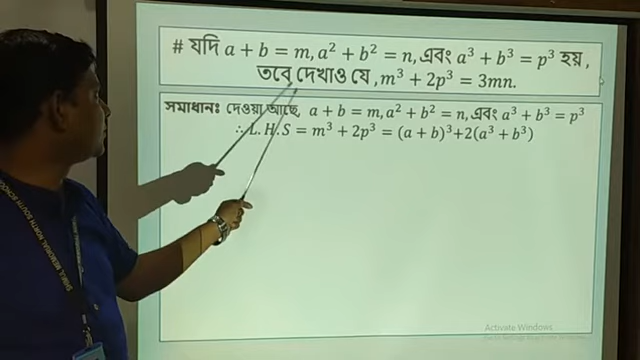 # যদি a + b = m, a² + b² = n, এবং a³ + b³ = p³ হয় ,
তবে দেখাও যে , m³ + 2p³ = 3mn.
সমাধানঃ দেওয়া আছে, a + b = m, a² + b² = n, এবং a³ + b³ = p³
∴ L.H.S = m³ + 2p³ = (a + b)³+2(a³ + b³)
Activate Windows